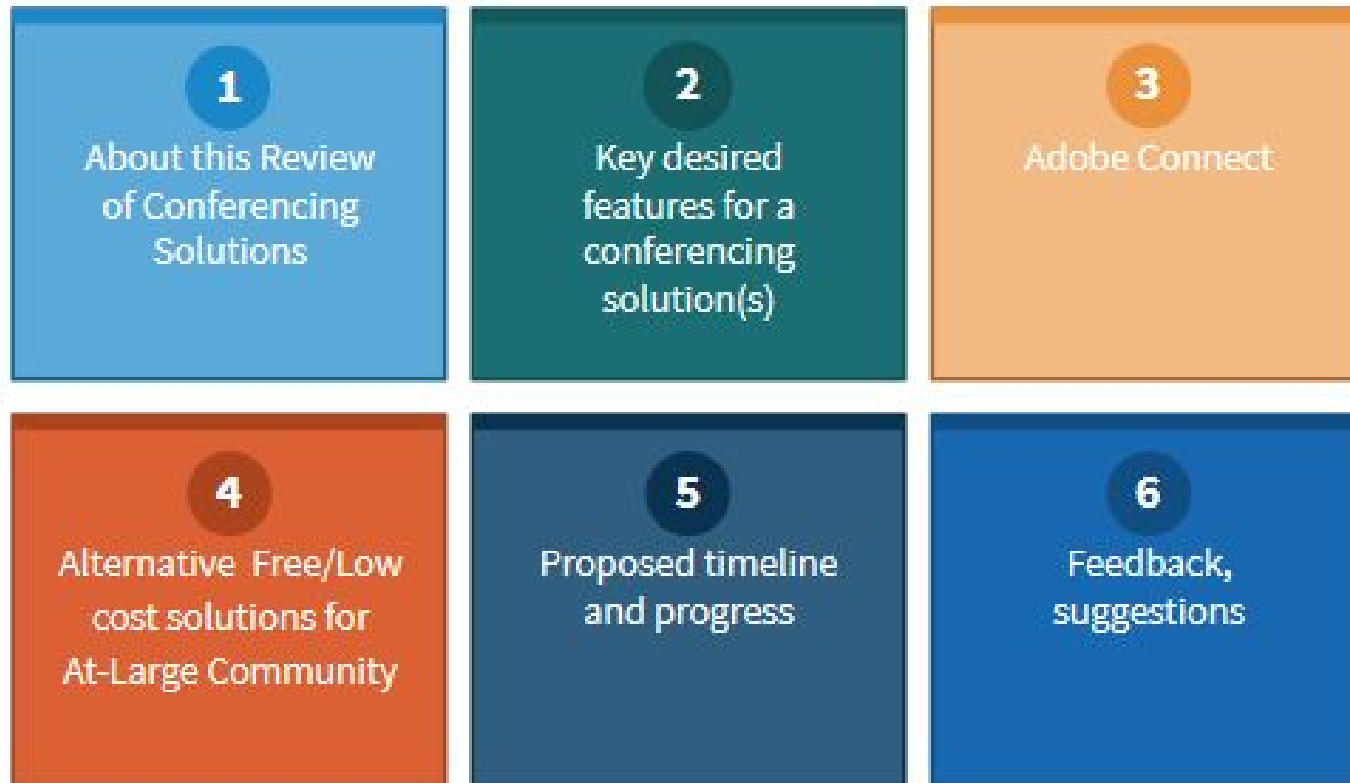 1
About this Review
of Conferencing
Solutions
2
Key desired
features for a
conferencing
solution(s)
3
Adobe Connect
4
Alternative Free/Low
cost solutions for
At-Large Community
5
Proposed timeline
and progress
6
Feedback,
suggestions